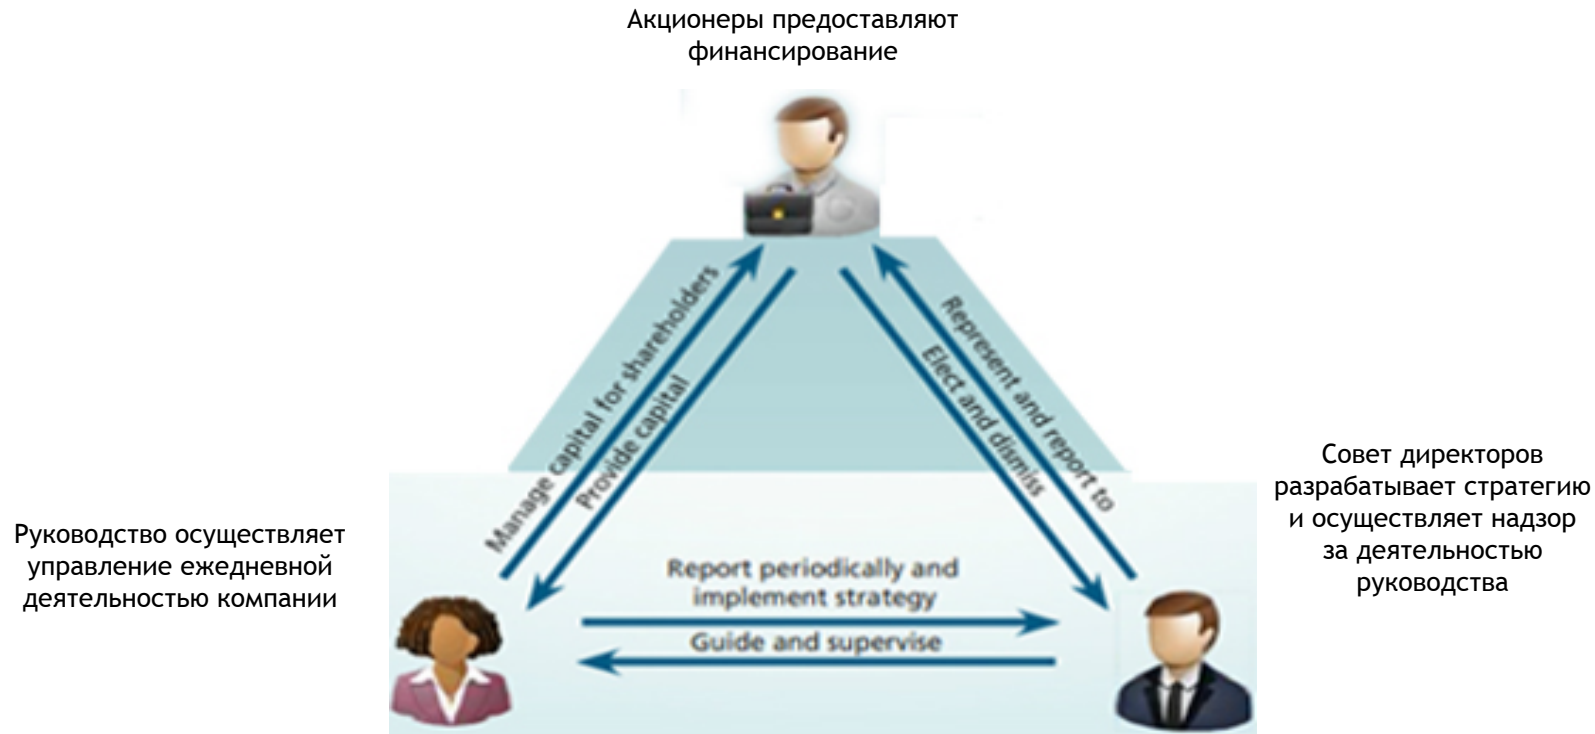 Акционеры предоставляют
финансирование
Manage capital for shareholders
Provide capital
Represent and report to
Elect and dismiss
Совет директоров
разрабатывает стратегию
и осуществляет надзор
за деятельностью
руководства
Руководство осуществляет
управление ежедневной
деятельностью компании
Report periodically and
implement strategy
Guide and supervise